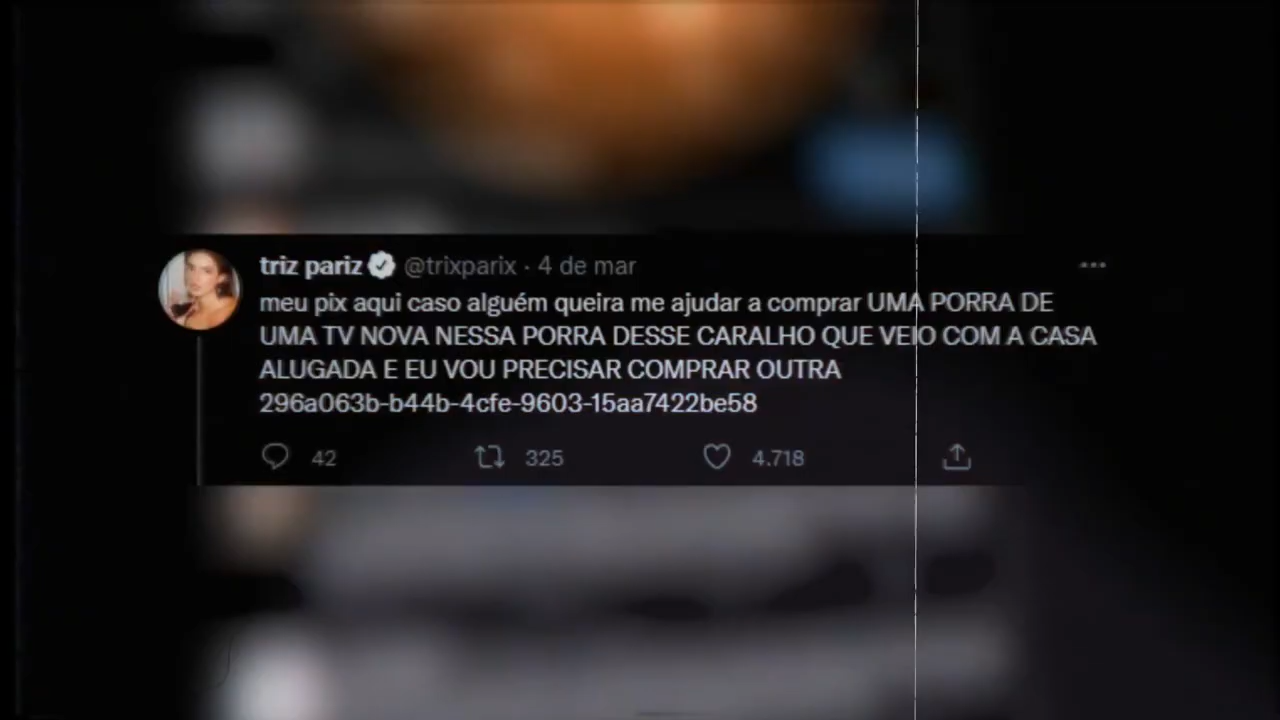 triz pariz @trixparix · 4 de mar
meu pix aqui caso alguém queira me ajudar a comprar UMA PORRA DE
UMA TV NOVA NESSA PORRA DESSE CARALHO QUE VEIO COM A CASA
ALUGADA E EU VOU PRECISAR COMPRAR OUTRA
296a063b-b44b-4cfe-9603-15aa7422be58
42 325 4.718